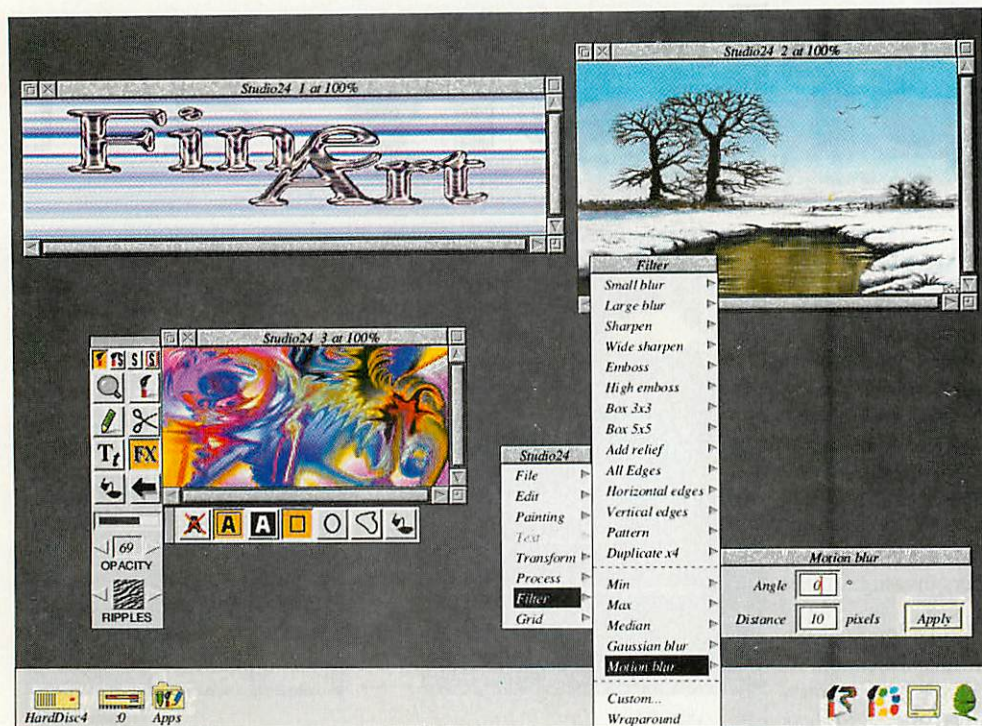 Studio24 1 at 100%
Fine
Art
Studio24 2 at 100%
Studio24 3 at 100%
S
S
Tt
FX
69
OPACITY
RIPPLES
A
A
A
Studio24
File
Edit
Painting
Text
Transform
Process
Filter
Grid
Filter
Small blur
Large blur
Sharpen
Wide sharpen
Emboss
High emboss
Box 3x3
Box 5x5
Add relief
All Edges
Horizontal edges
Vertical edges
Pattern
Duplicate x4
Min
Max
Median
Gaussian blur
Motion blur
Custom...
Wraparound
Motion blur
Angle 0 °
Distance 10 pixels Apply
HardDisc4 :0 Apps